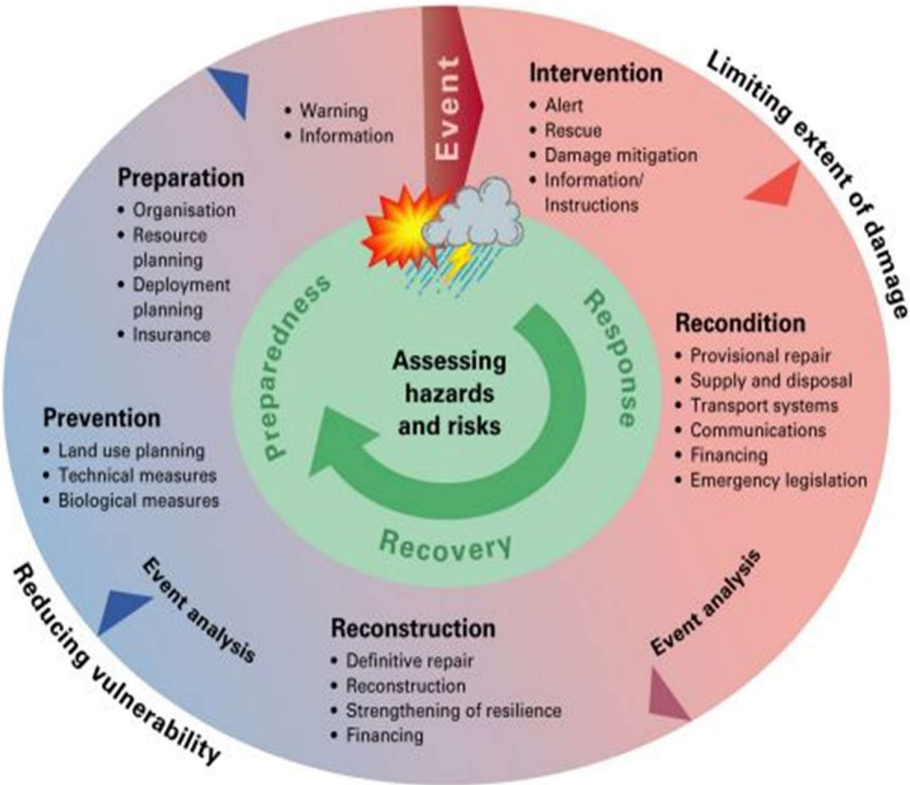 Event
• Warning
• Information
Intervention
• Alert
• Rescue
• Damage mitigation
• Information/
Instructions
Limiting extent of damage
Recondition
• Provisional repair
• Supply and disposal
• Transport systems
• Communications
• Financing
• Emergency legislation
Event analysis
Reconstruction
• Definitive repair
• Reconstruction
• Strengthening of resilience
• Financing
Event analysis
Reducing vulnerability
Prevention
• Land use planning
• Technical measures
• Biological measures
Preparation
• Organisation
• Resource
planning
• Deployment
planning
• Insurance
Preparedness
Response
Recovery
Assessing
hazards
and risks